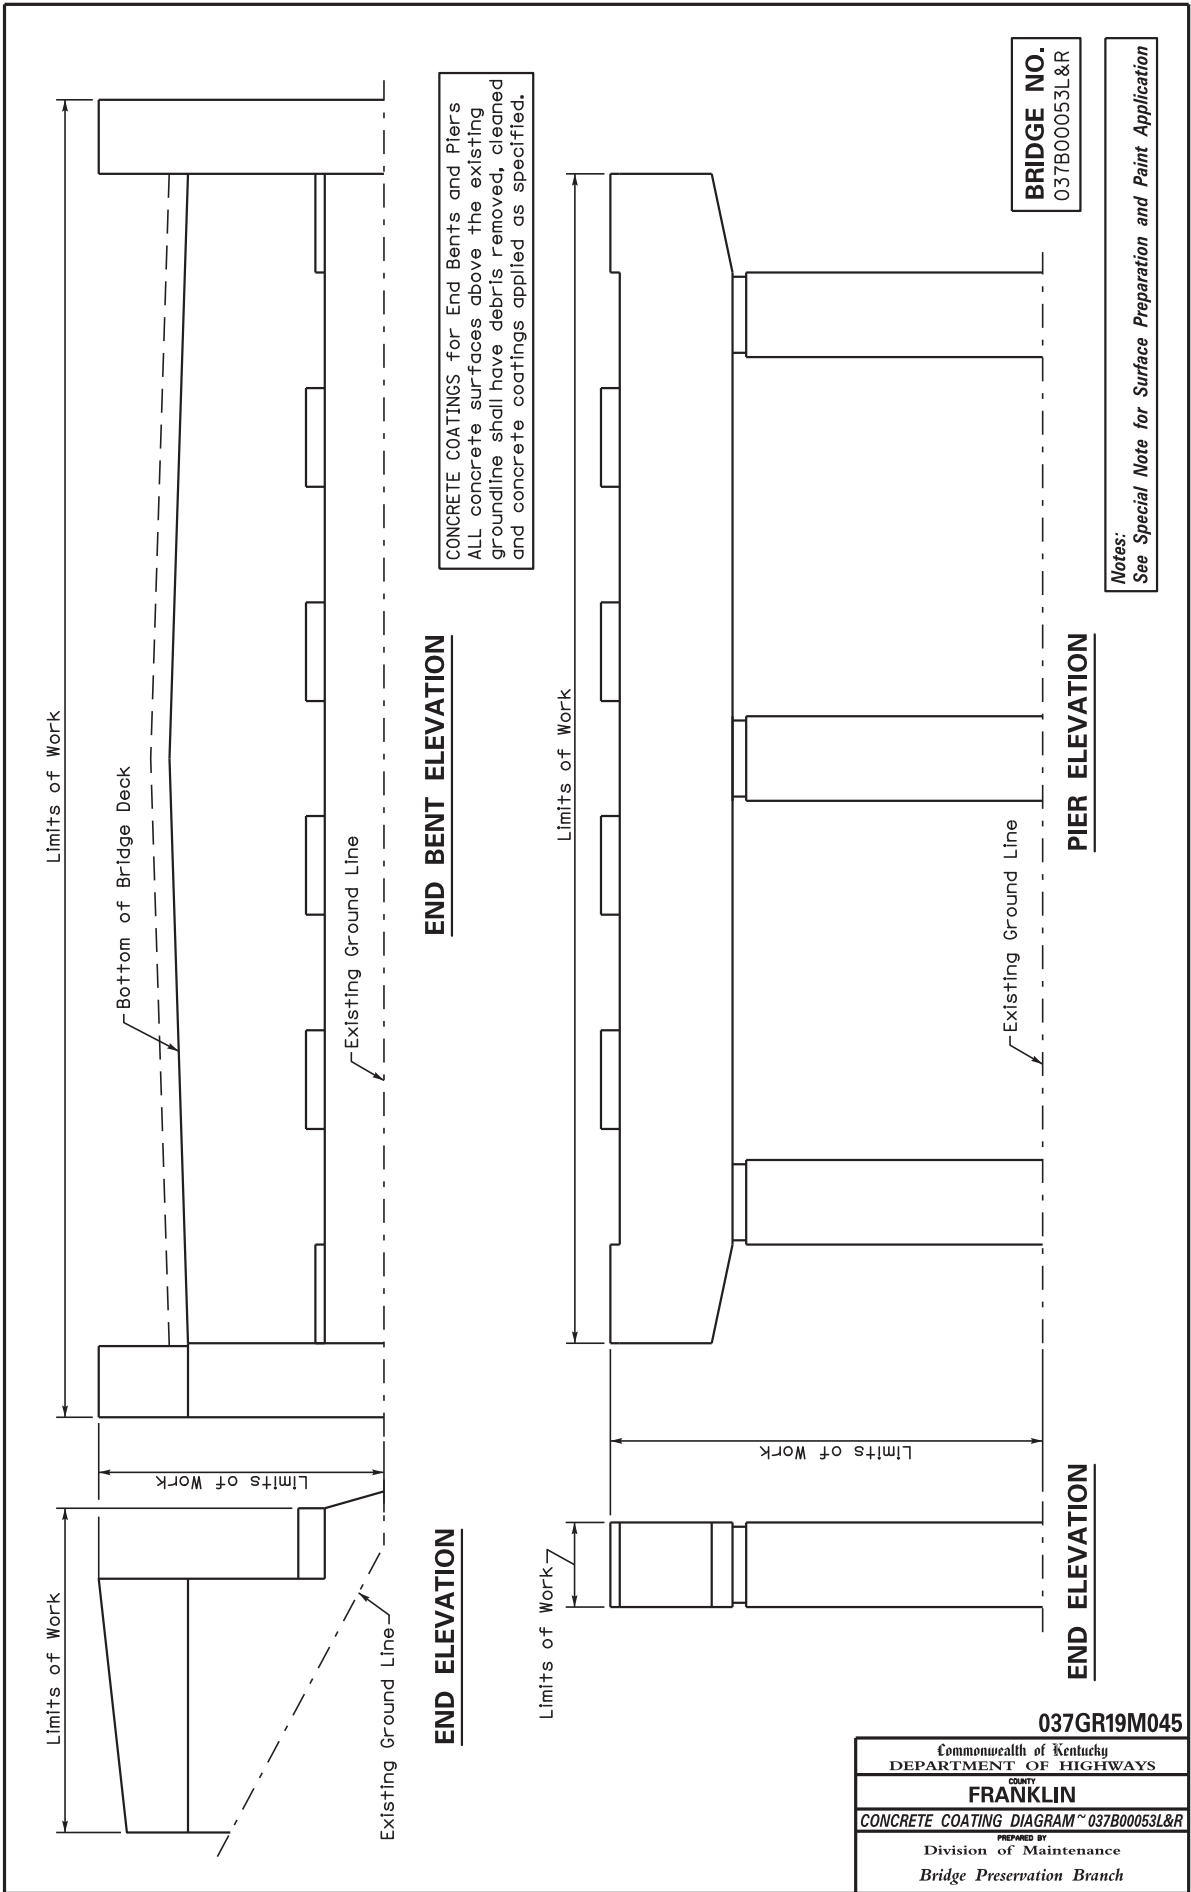 Limits of Work
Bottom of Bridge Deck
Existing Ground Line
END BENT ELEVATION
CONCRETE COATINGS for End Bents and Piers
ALL concrete surfaces above the existing
groundline shall have debris removed, cleaned
and concrete coatings applied as specified.
Limits of Work
Limits of Work
Existing Ground Line
END ELEVATION
Limits of Work
Existing Ground Line
PIER ELEVATION
Limits of Work
Limits of Work
END ELEVATION
BRIDGE NO.
037B00053L&R
Notes:
See Special Note for Surface Preparation and Paint Application
037GR19M045
Commonwealth of Kentucky
DEPARTMENT OF HIGHWAYS
COUNTY
FRANKLIN
CONCRETE COATING DIAGRAM ~ 037B00053L&R
PREPARED BY
Division of Maintenance
Bridge Preservation Branch